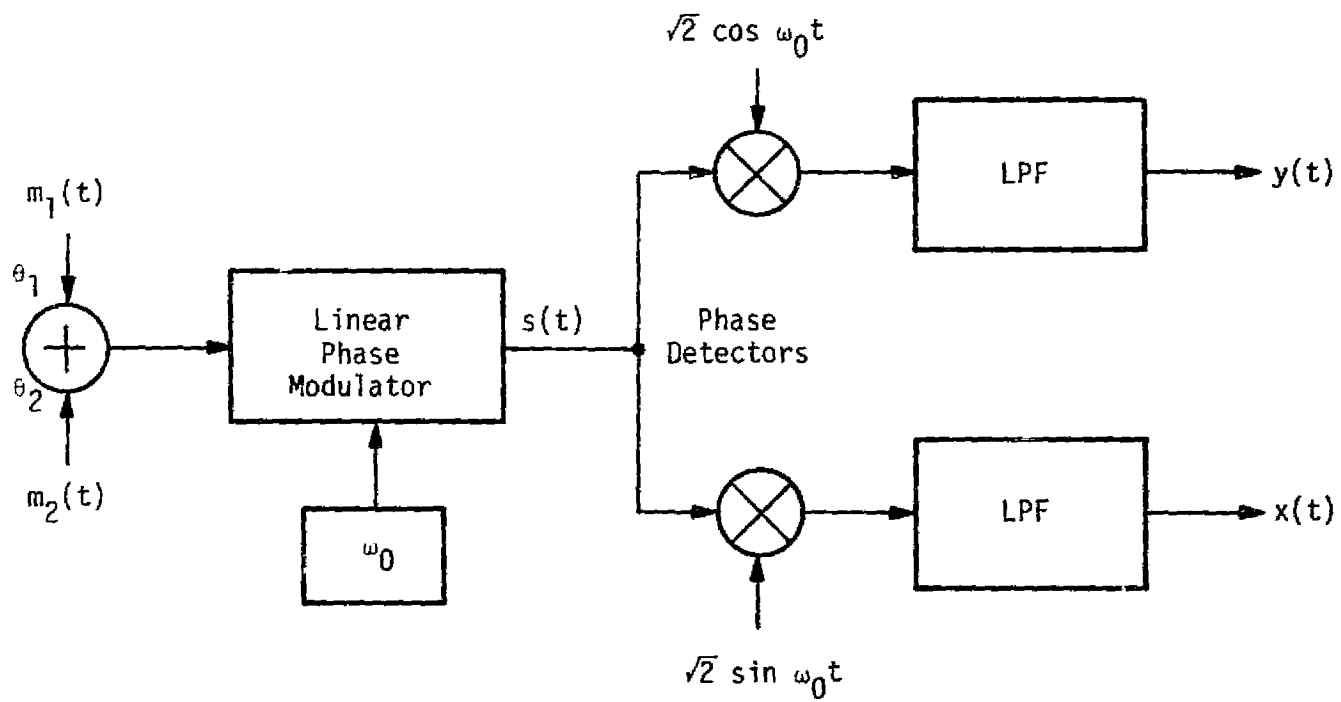 √2 cos ω₀t
LPF
y(t)
m₁(t)
θ₁
θ₂
m₂(t)
Linear
Phase
Modulator
s(t)
Phase
Detectors
ω₀
LPF
x(t)
√2 sin ω₀t